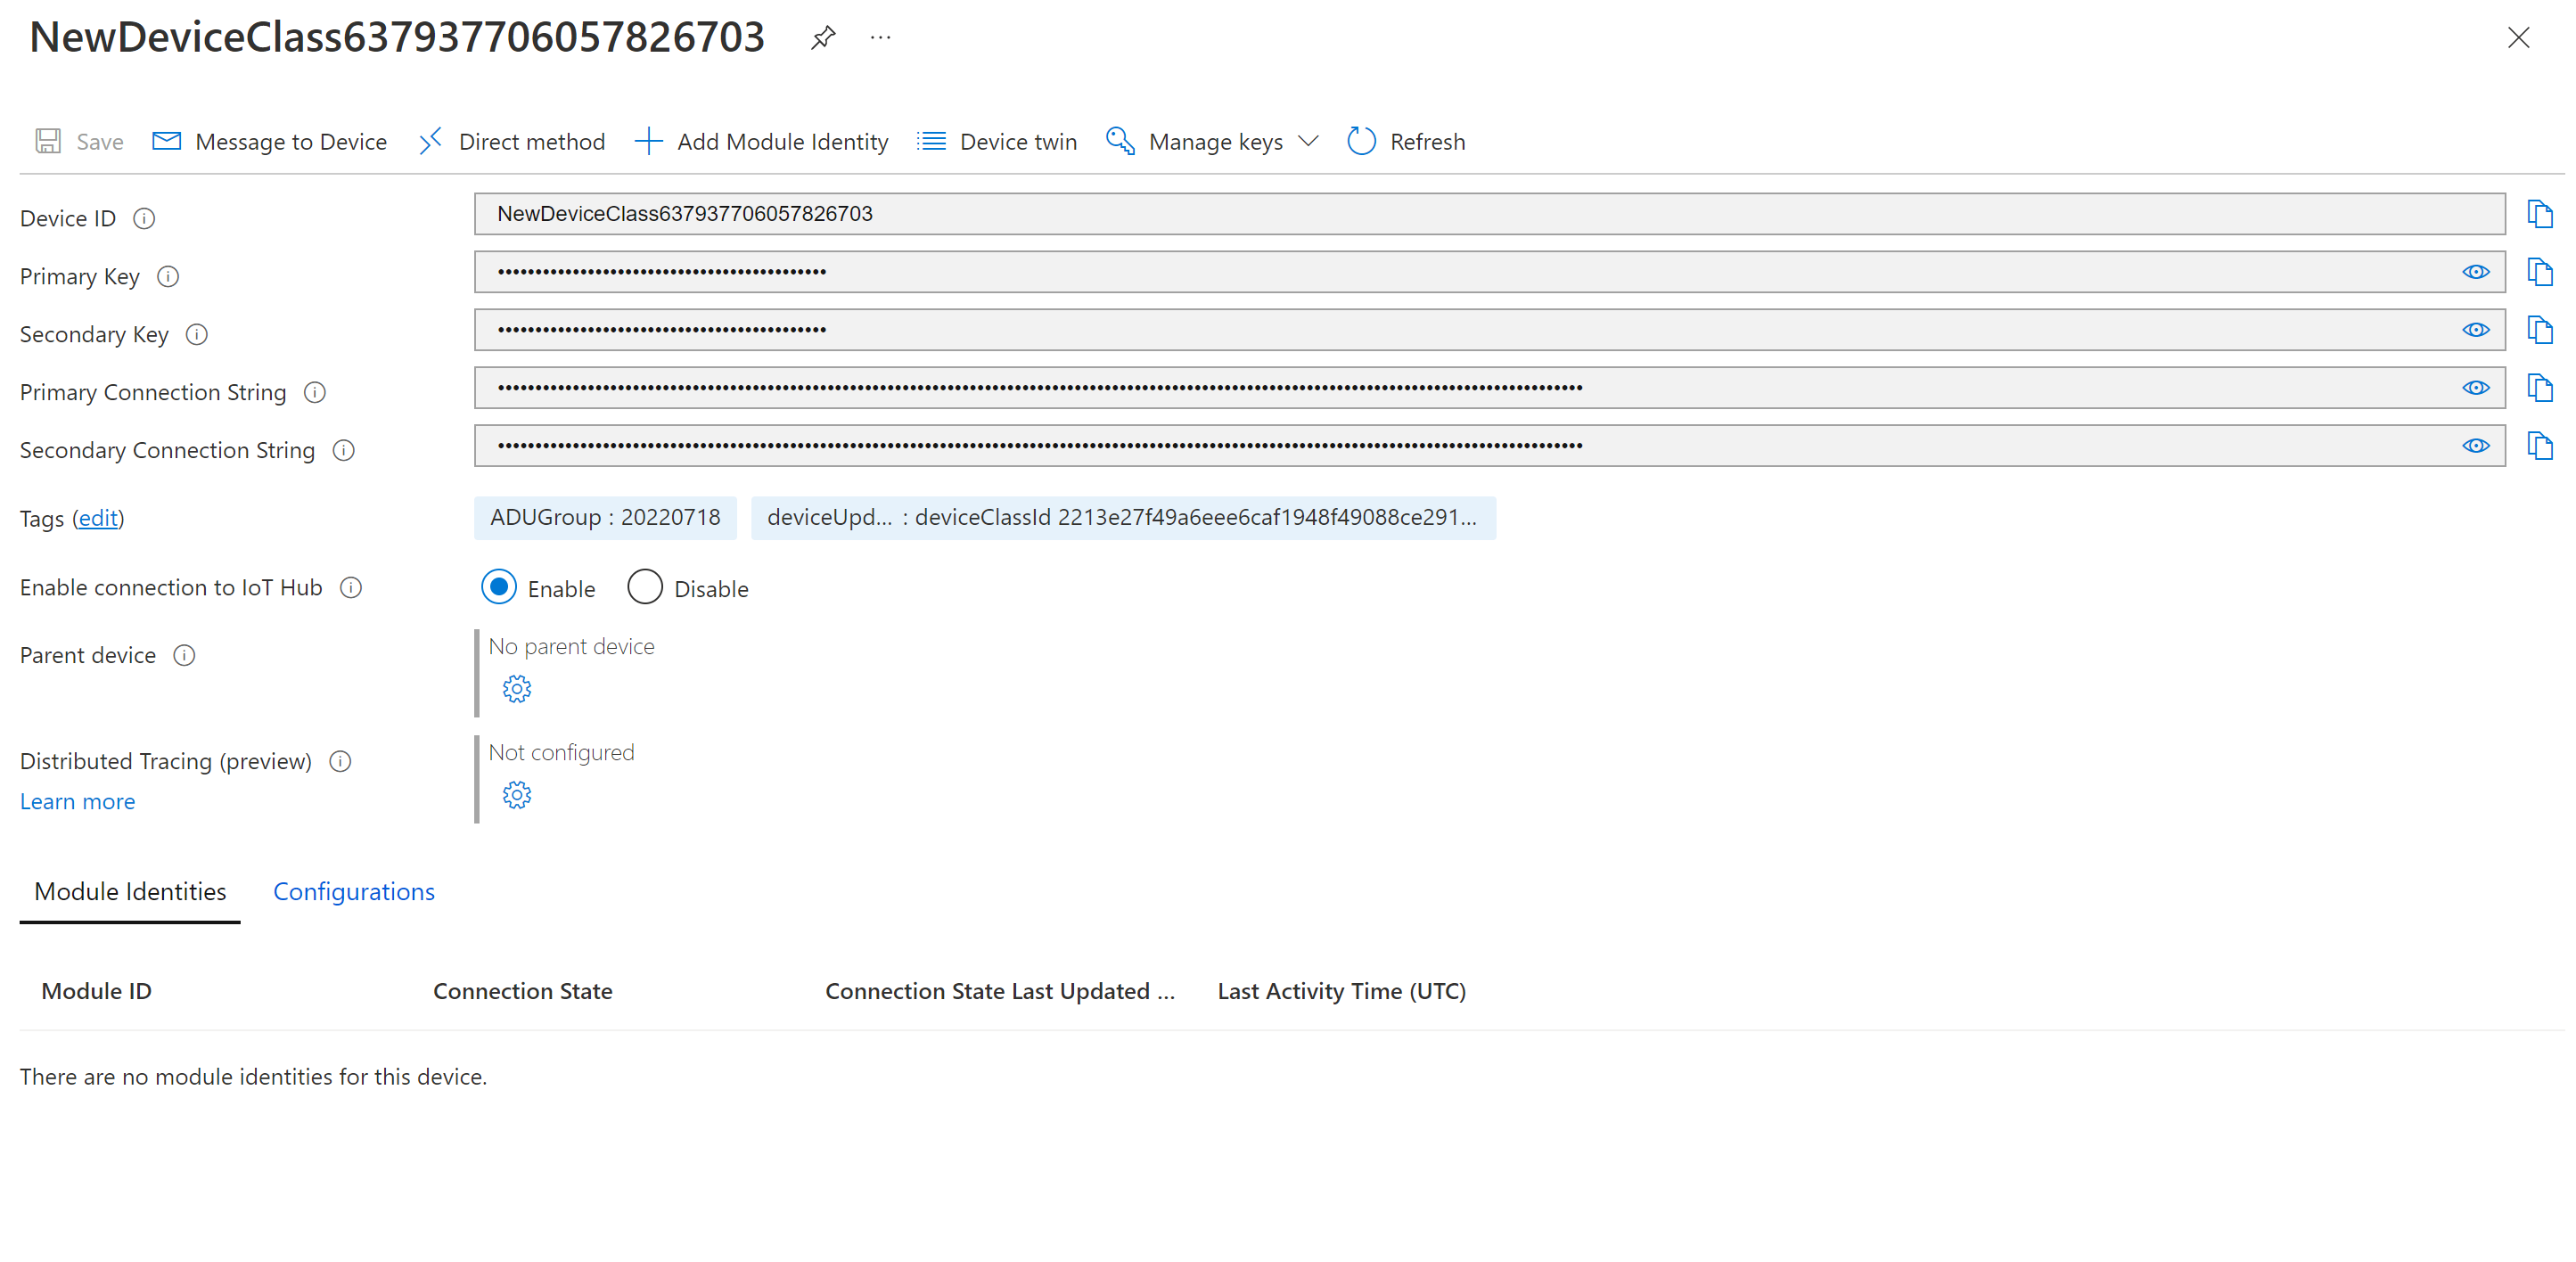 NewDeviceClass637937706057826703 ...
Save Message to Device Direct method Add Module Identity Device twin Manage keys Refresh
Device ID NewDeviceClass637937706057826703
Primary Key
Secondary Key
Primary Connection String
Secondary Connection String
Tags (edit) ADUGroup : 20220718 deviceUpd... : deviceClassId 2213e27f49a6eee6caf1948f49088ce291...
Enable connection to IoT Hub Enable Disable
Parent device No parent device
Distributed Tracing (preview) Not configured
Learn more
Module Identities Configurations
Module ID Connection State Connection State Last Updated ... Last Activity Time (UTC)
There are no module identities for this device.